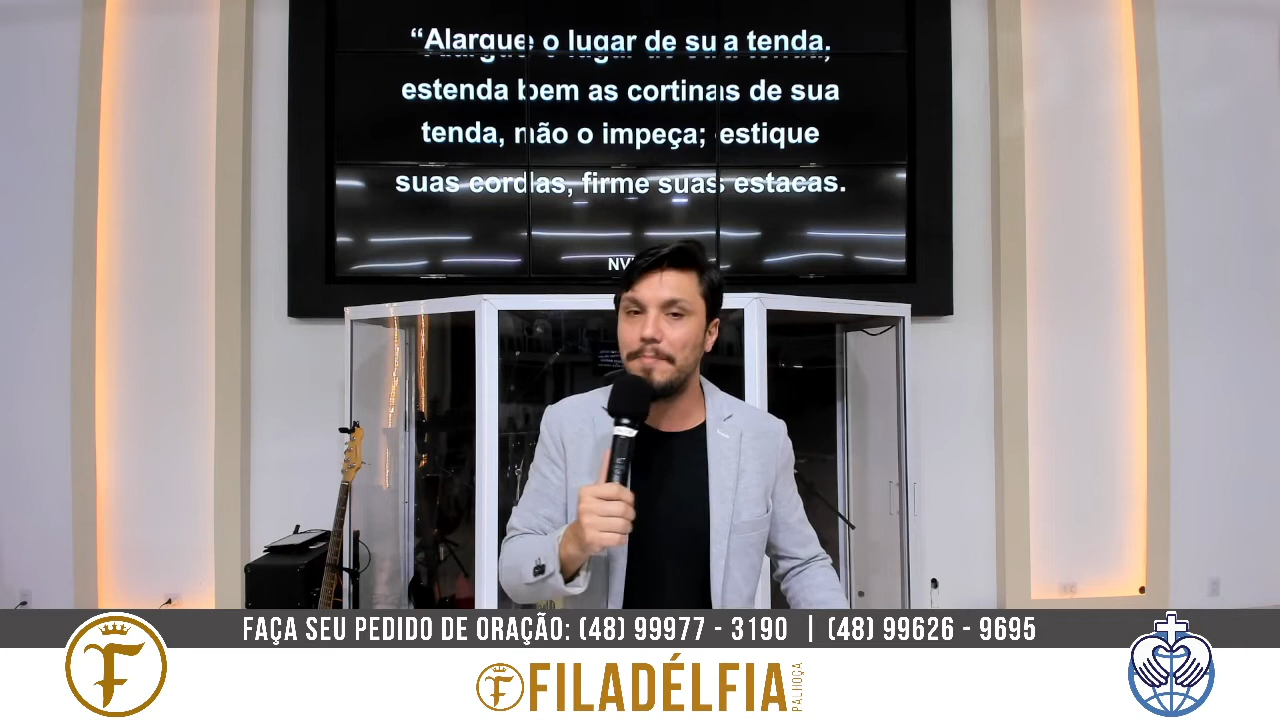 “Alargue o lugar de sua tenda,
estenda bem as cortinas de sua
tenda, não o impeça; estique
suas cordas, firme suas estacas.
FAÇA SEU PEDIDO DE ORAÇÃO: (48) 99977 - 3190 | (48) 99626 - 9695
F
F FILADÉLFIA PALHOÇA